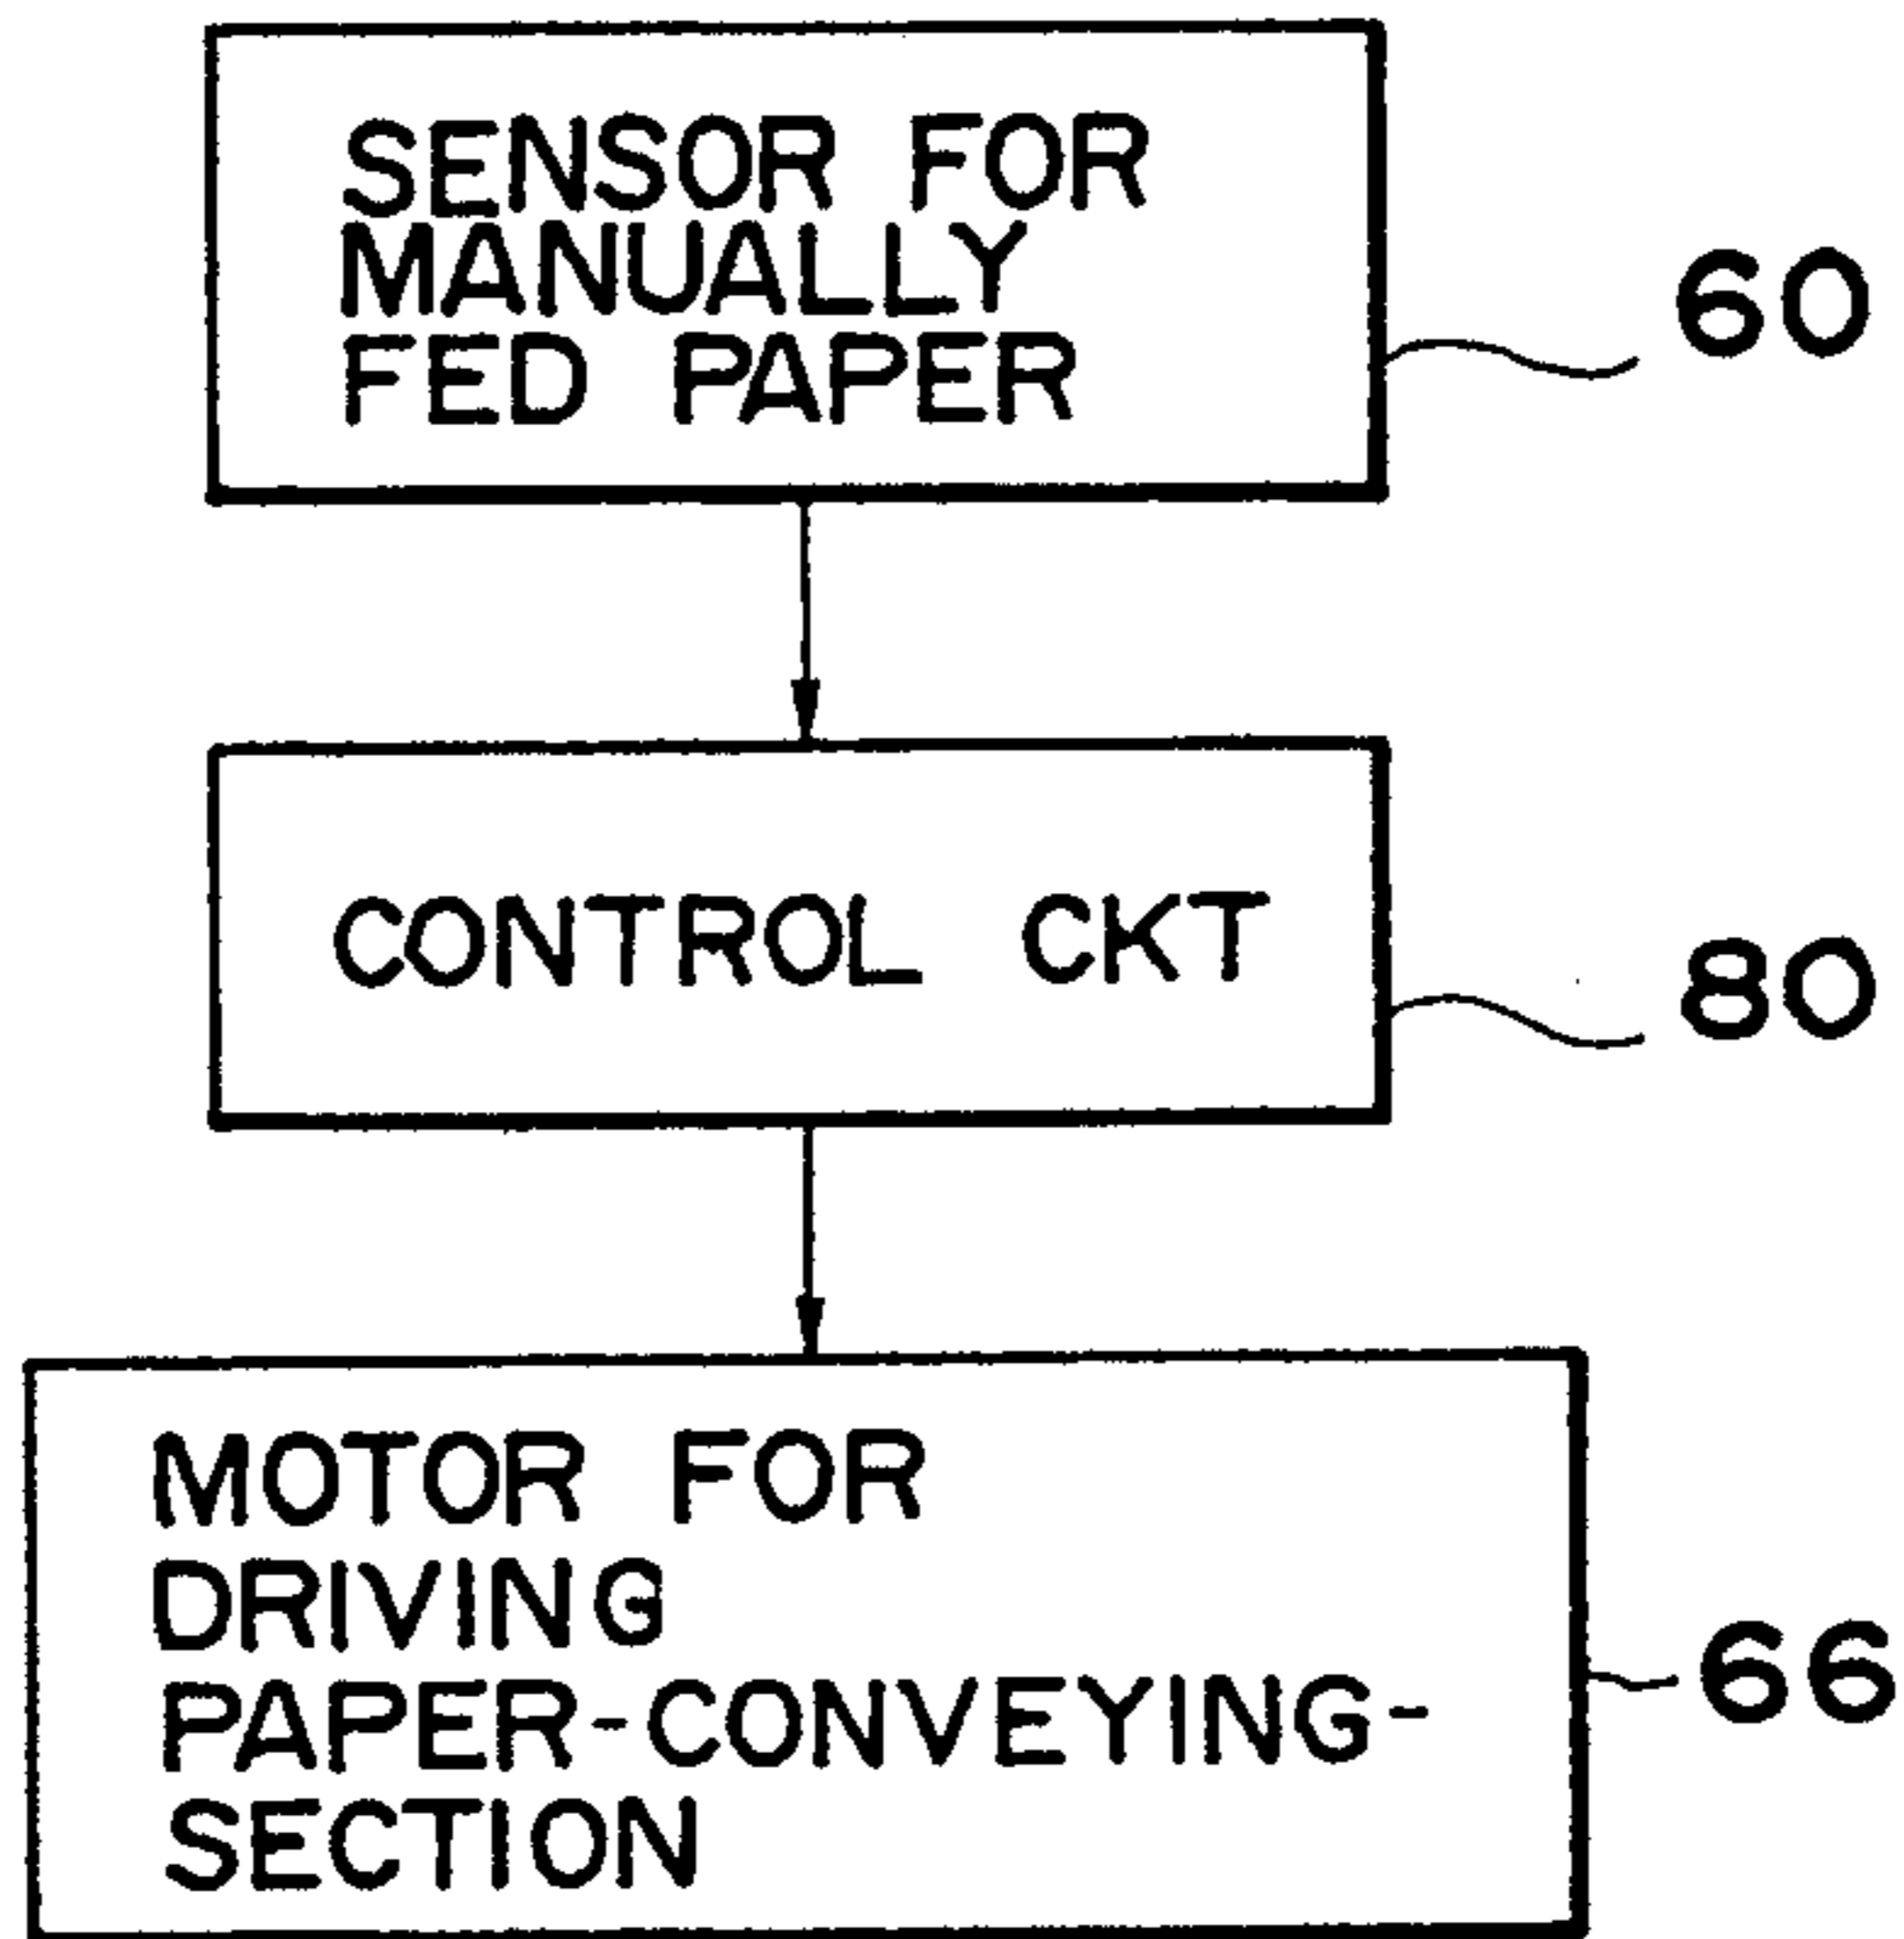 SENSOR FOR
MANUALLY
FED PAPER
60
CONTROL CKT
80
MOTOR FOR
DRIVING
PAPER-CONVEYING-
SECTION
66